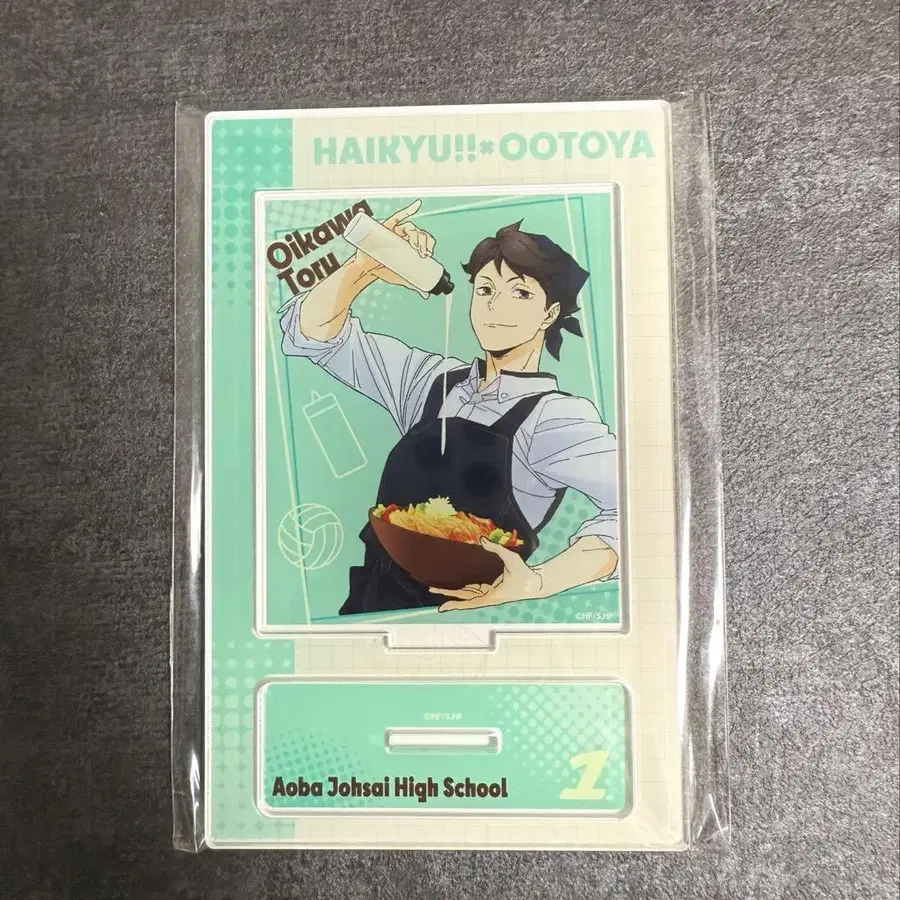 HAIKYU!!×OOTOYA
Oikawa
Toru
©HF/S,HP
©HF/S,HP
Aoba Johsai High School
1